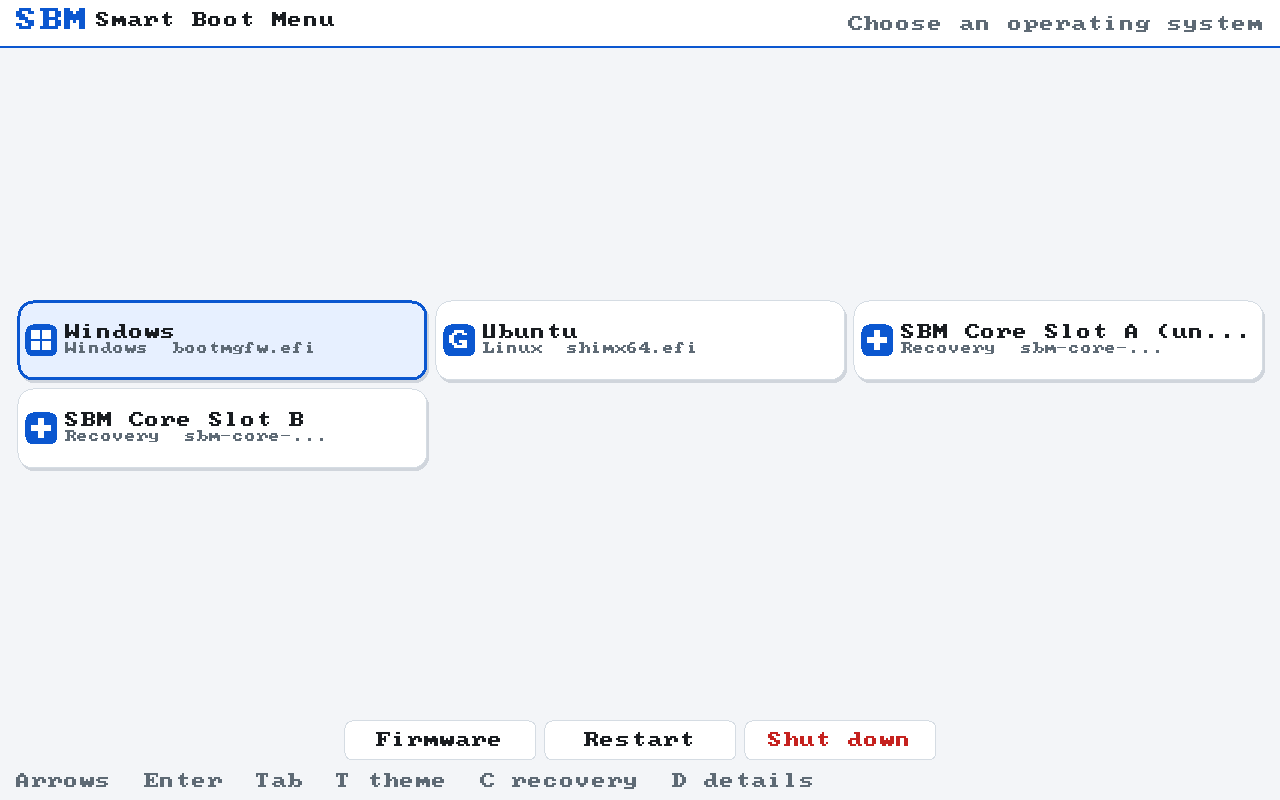 SBM Smart Boot Menu
Choose an operating system
Windows
Windows bootmgfw.efi
G
Ubuntu
Linux shimx64.efi
SBM Core Slot A (un...
Recovery sbm-core-...
SBM Core Slot B
Recovery sbm-core-...
Firmware
Restart
Shut down
Arrows Enter Tab T theme C recovery D details